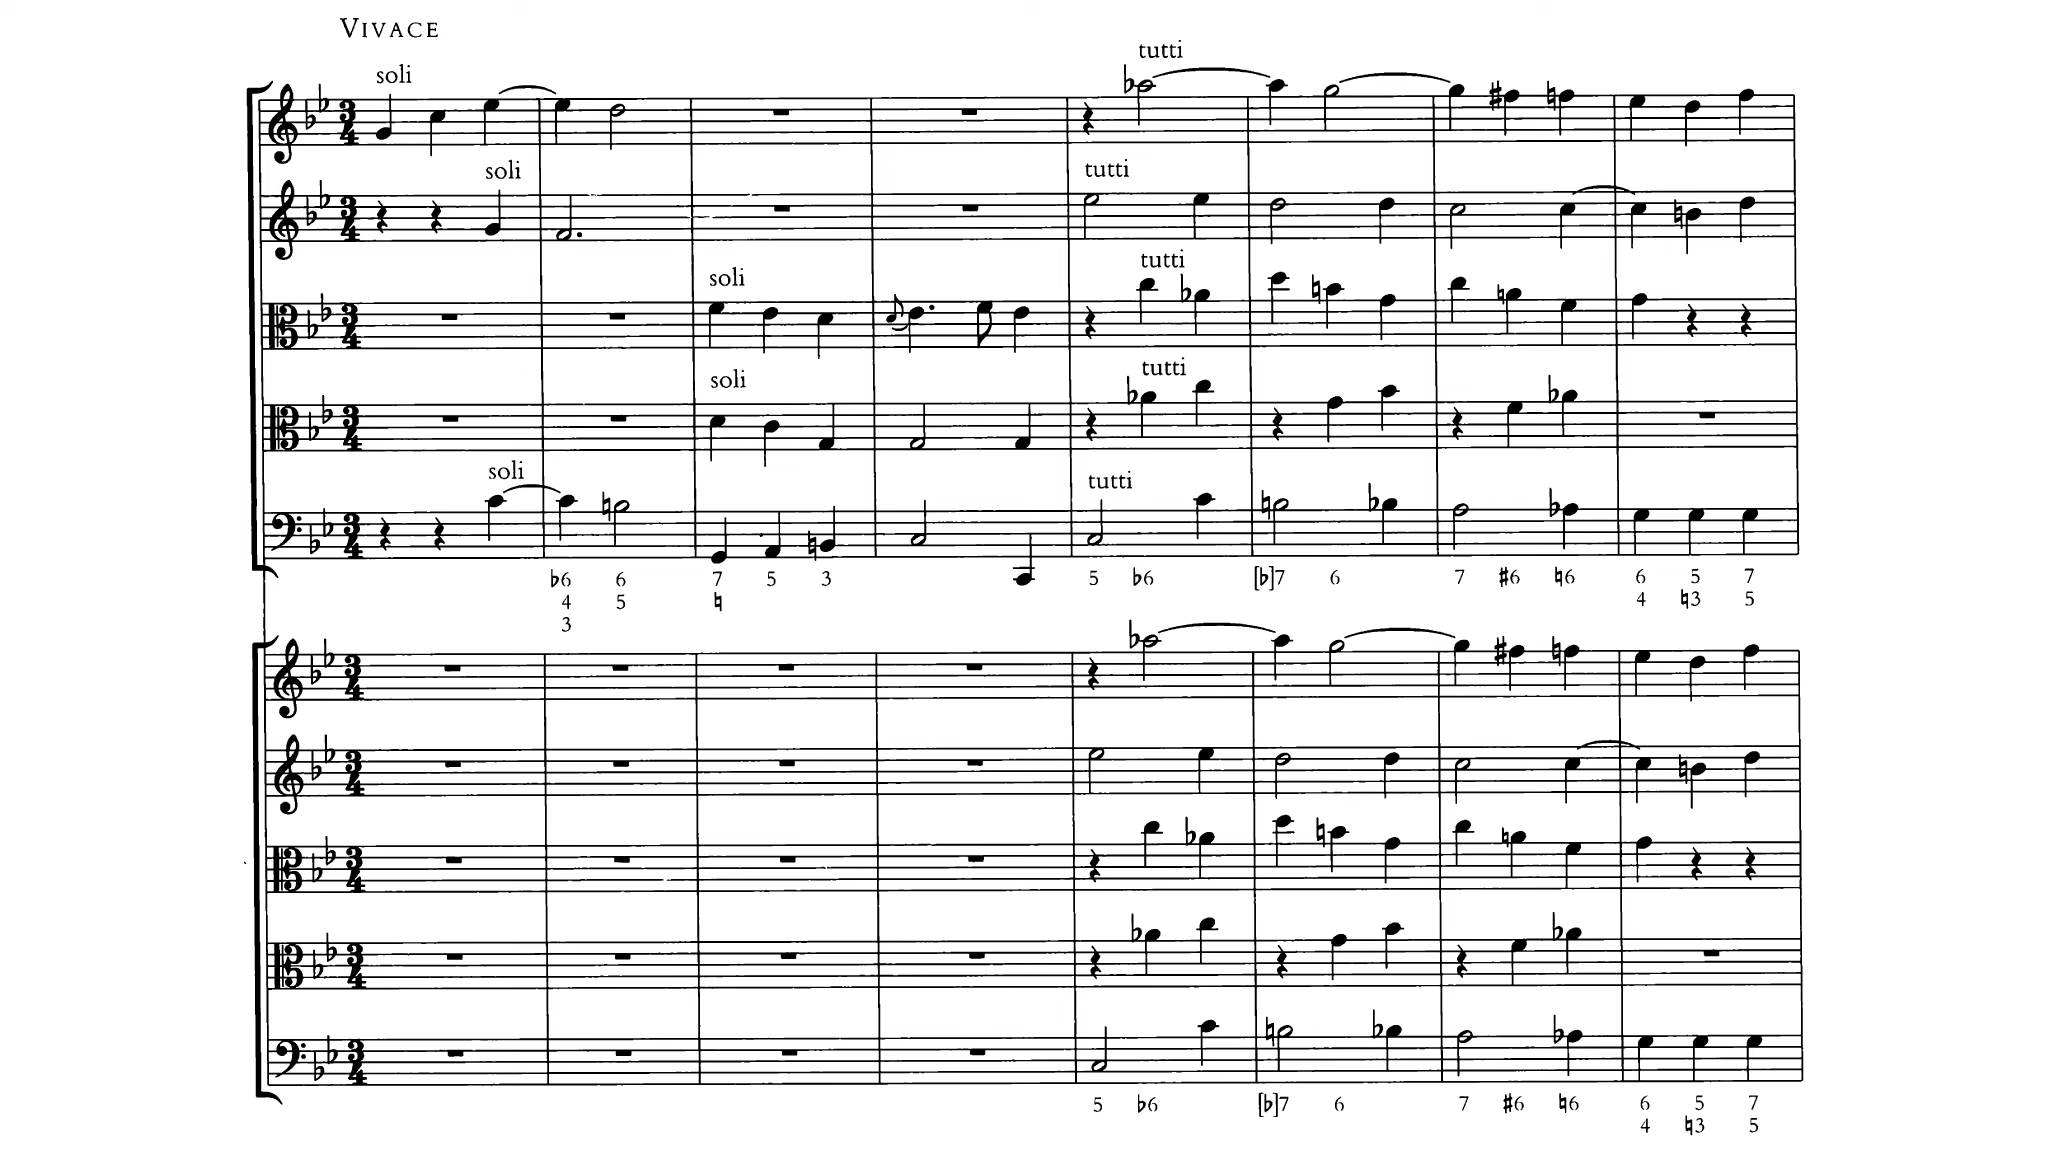 VIVACE
tutti
soli
soli tutti
tutti
soli
tutti
soli
soli tutti
♭6 6 7 5 3 5 ♭6 [♭]7 6 7 ♯6 ♮6 6 5 7
4 5 ♮ 4 ♮3 5
3
5 ♭6 [♭]7 6 7 ♯6 ♮6 6 5 7
4 ♮3 5